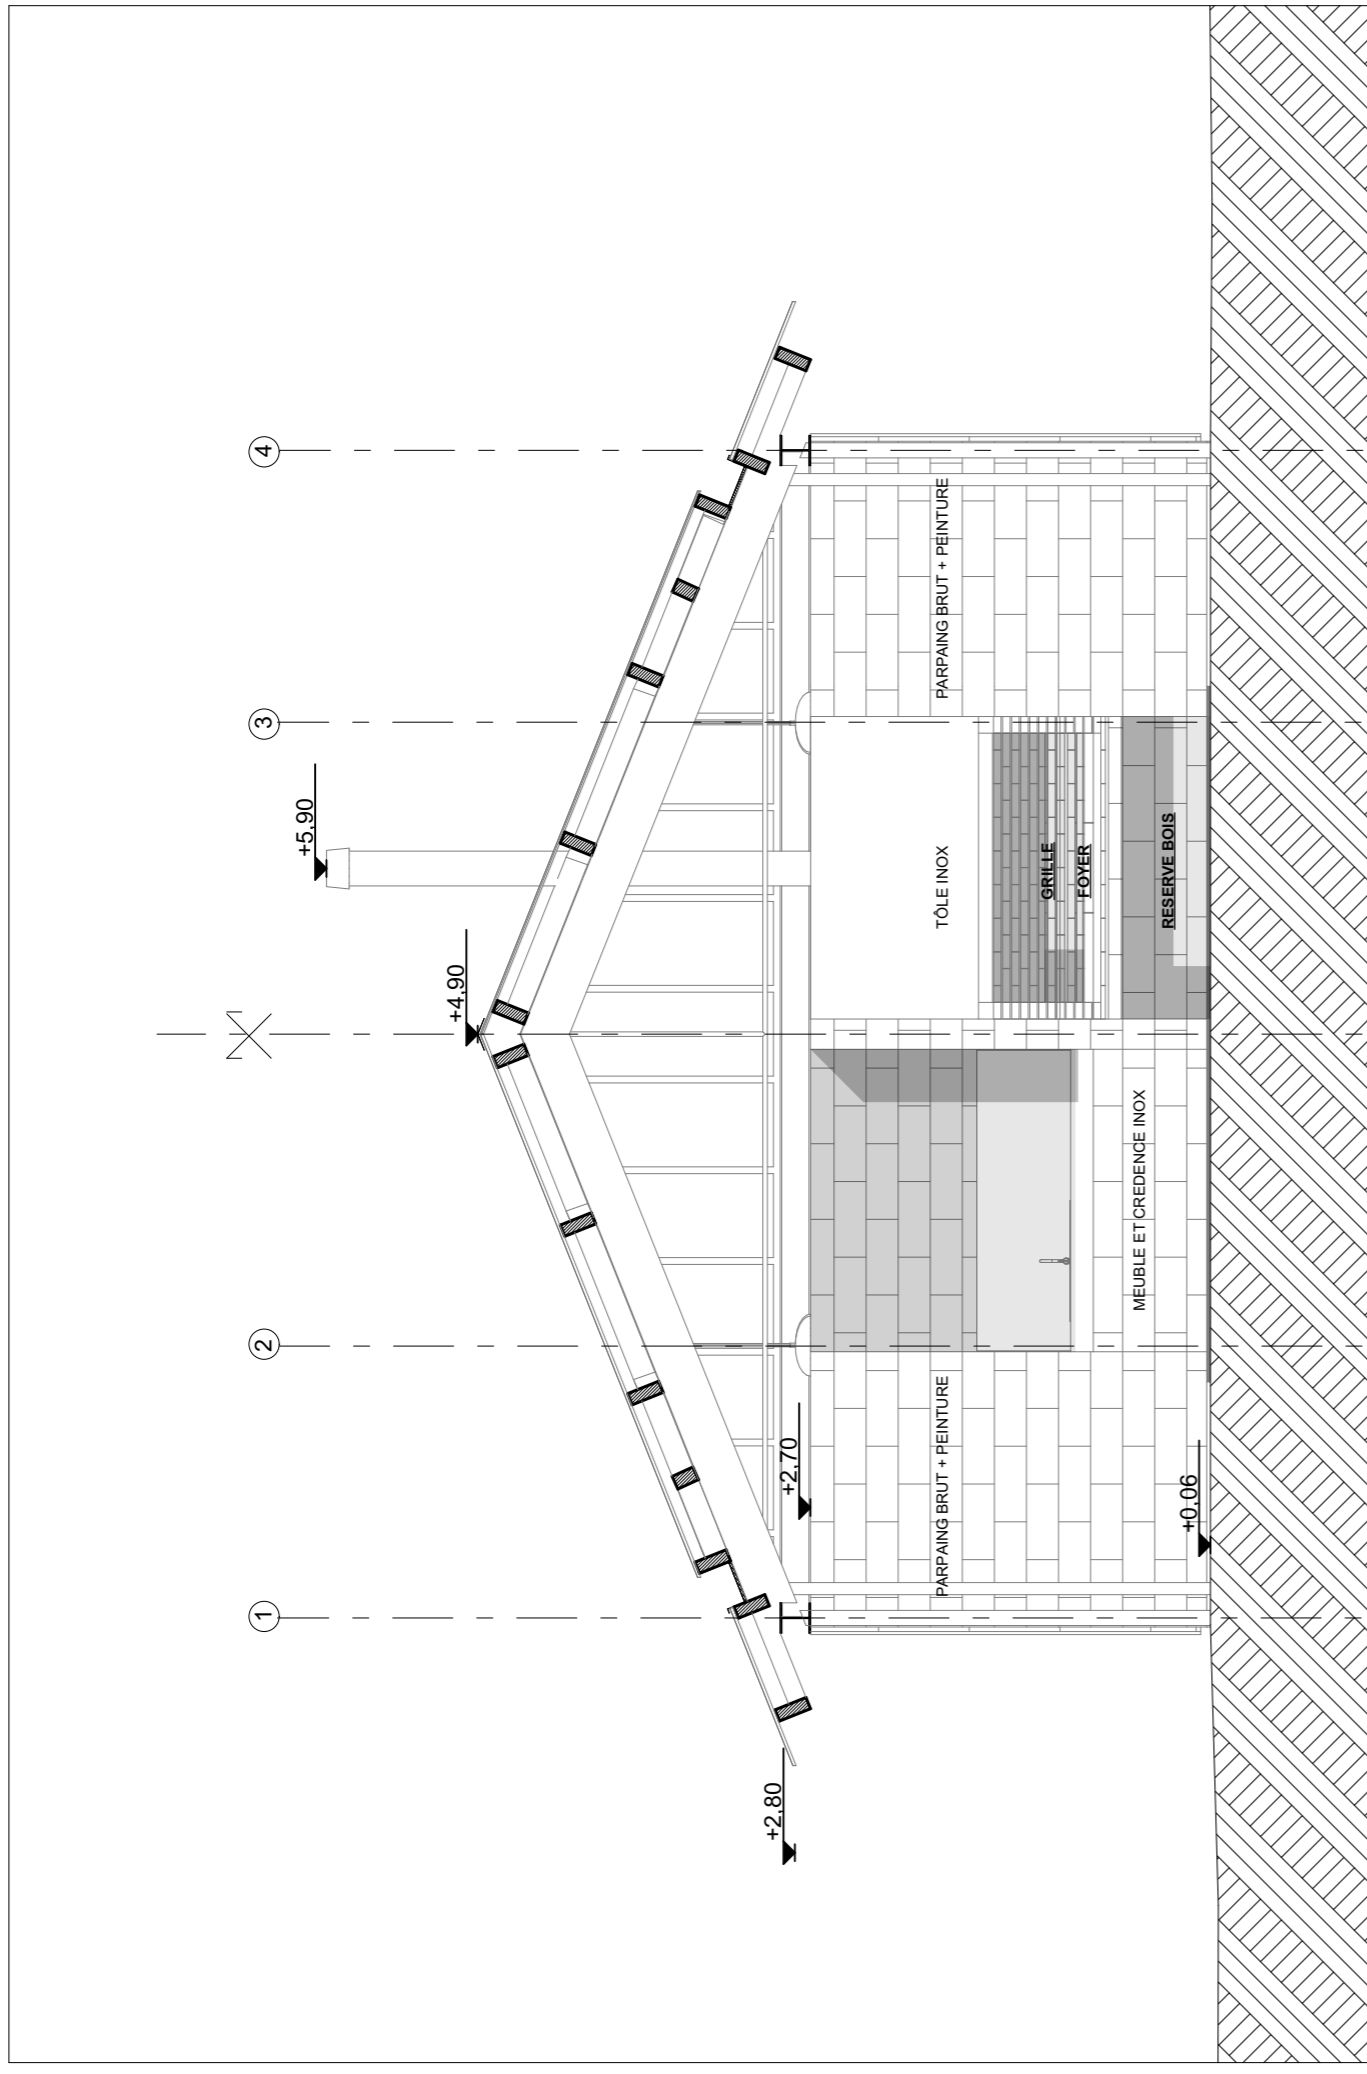 1
2
3
4
+5,90
+4,90
+2,80
+2,70
PARPAING BRUT + PEINTURE
TÔLE INOX
PARPAING BRUT + PEINTURE
GRILLE
FOYER
MEUBLE ET CREDENCE INOX
RESERVE BOIS
+0,06